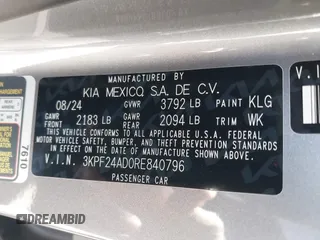 MANUFACTURED BY
KIA MEXICO, S.A. DE C.V.
08/24 GVWR 3792 LB PAINT KLG
GAWR FRONT 2183 LB GAWR REAR 2094 LB TRIM WK
THIS VEHICLE CONFORMS TO ALL APPLICABLE U.S.A. FEDERAL
MOTOR VEHICLE SAFETY, BUMPER, AND THEFT PREVENTION
STANDARDS IN EFFECT ON THE DATE OF MANUFACTURE
SHOWN ABOVE.
V.I.N. 3KPF24AD0RE840796
PASSENGER CAR
7610
V.I.
DREAMBID